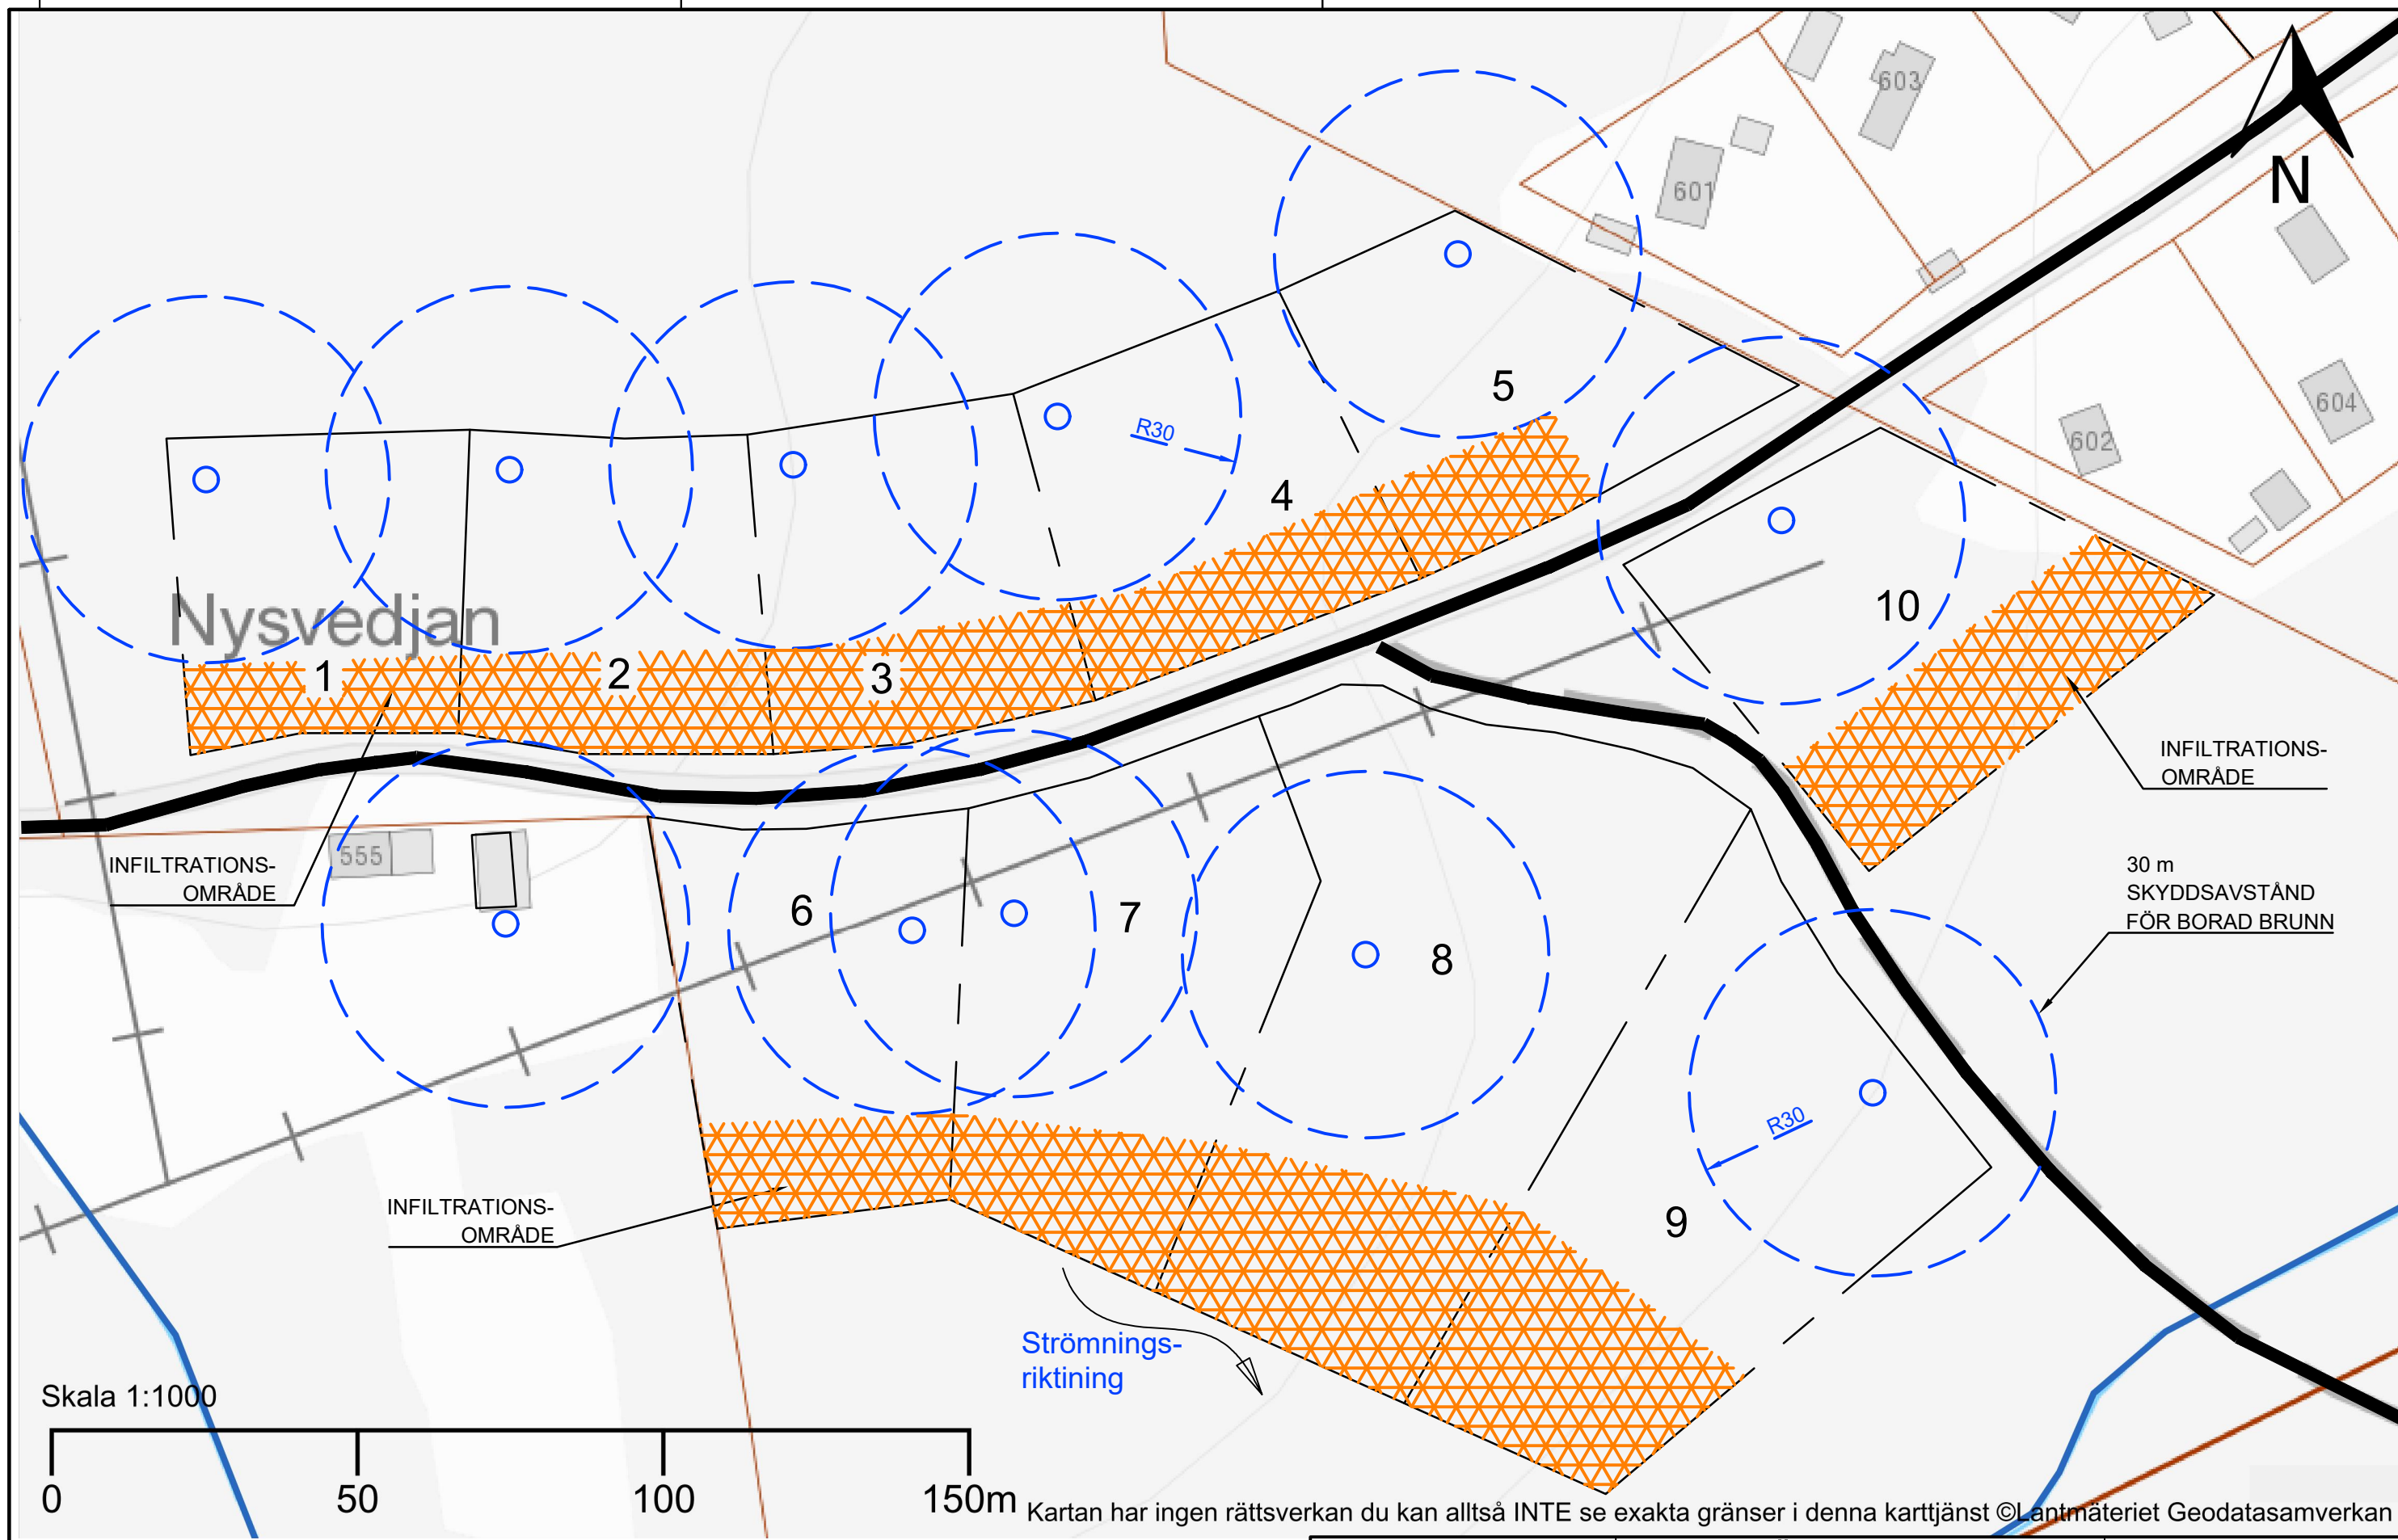 603
601
N
5
R30
604
4
602
10
Nysvedjan
1
2
3
INFILTRATIONS-
OMRÅDE
555
INFILTRATIONS-
OMRÅDE
30 m
SKYDDSAVSTÅND
FÖR BORAD BRUNN
6
7
8
R30
INFILTRATIONS-
OMRÅDE
9
Strömnings-
riktining
Skala 1:1000
0 50 100 150m
Kartan har ingen rättsverkan du kan alltså INTE se exakta gränser i denna karttjänst ©Lantmäteriet Geodatasamverkan